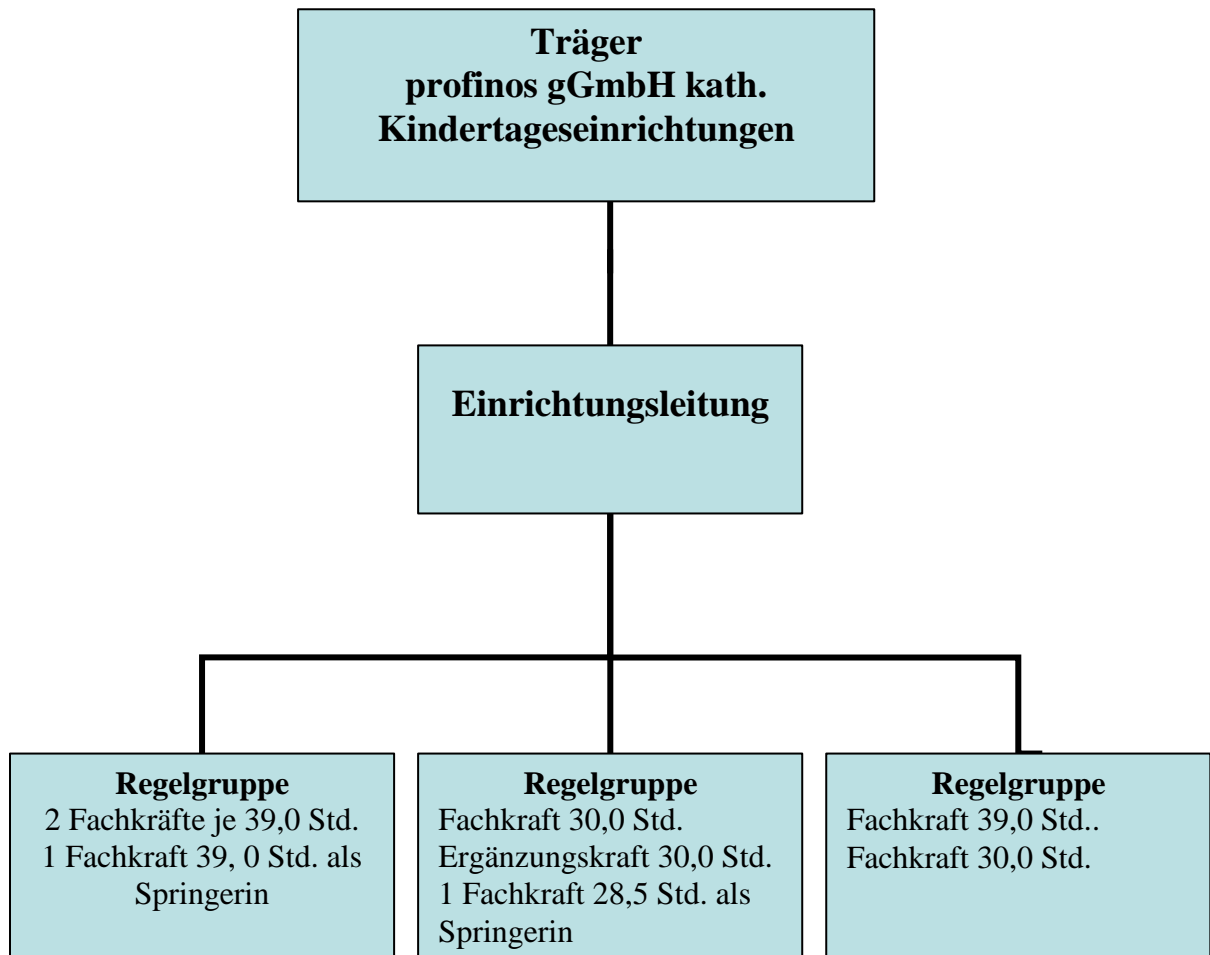 Träger
profinos gGmbH kath.
Kindertageseinrichtungen
Einrichtungsleitung
Regelgruppe
2 Fachkräfte je 39,0 Std.
1 Fachkraft 39, 0 Std. als
Springerin
Regelgruppe
Fachkraft 30,0 Std.
Ergänzungskraft 30,0 Std.
1 Fachkraft 28,5 Std. als
Springerin
Regelgruppe
Fachkraft 39,0 Std..
Fachkraft 30,0 Std.